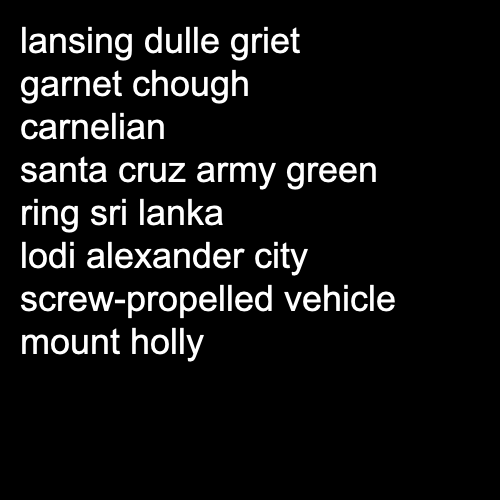 lansing dulle griet
garnet chough
carnelian
santa cruz army green
ring sri lanka
lodi alexander city
screw-propelled vehicle
mount holly